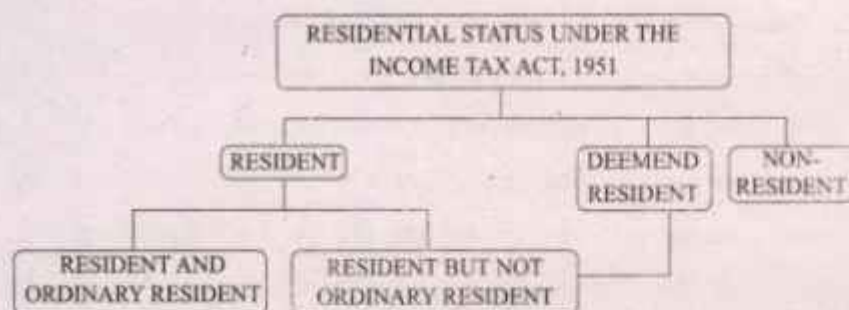 RESIDENTIAL STATUS UNDER THE
INCOME TAX ACT, 1951
RESIDENT
DEEMEND
RESIDENT
NON-
RESIDENT
RESIDENT AND
ORDINARY RESIDENT
RESIDENT BUT NOT
ORDINARY RESIDENT